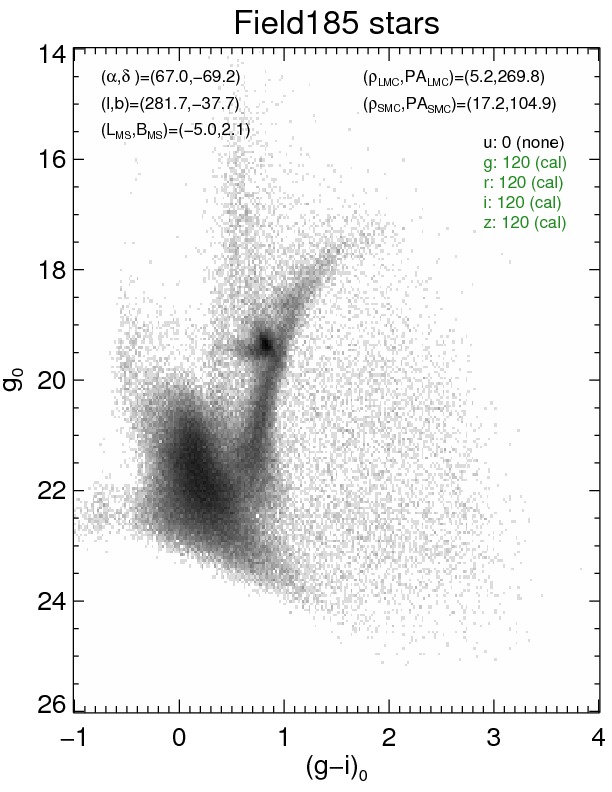 Field185 stars
(α,δ)=(67.0,−69.2)
(ρLMC,PALMC)=(5.2,269.8)
(l,b)=(281.7,−37.7)
(ρSMC,PASMC)=(17.2,104.9)
(LMS,BMS)=(−5.0,2.1)
u: 0 (none)
g: 120 (cal)
r: 120 (cal)
i: 120 (cal)
z: 120 (cal)
14
16
18
20
22
24
26
g0
−1 0 1 2 3 4
(g−i)0